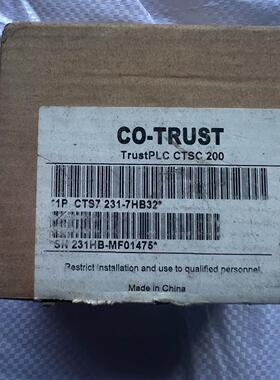 CO-TRUST
TrustPLC CTSC 200
*1P CTS7 231-7HB32*
*SN 231HB-MF01475*
Restrict installation and use to qualified personnel
Made in China